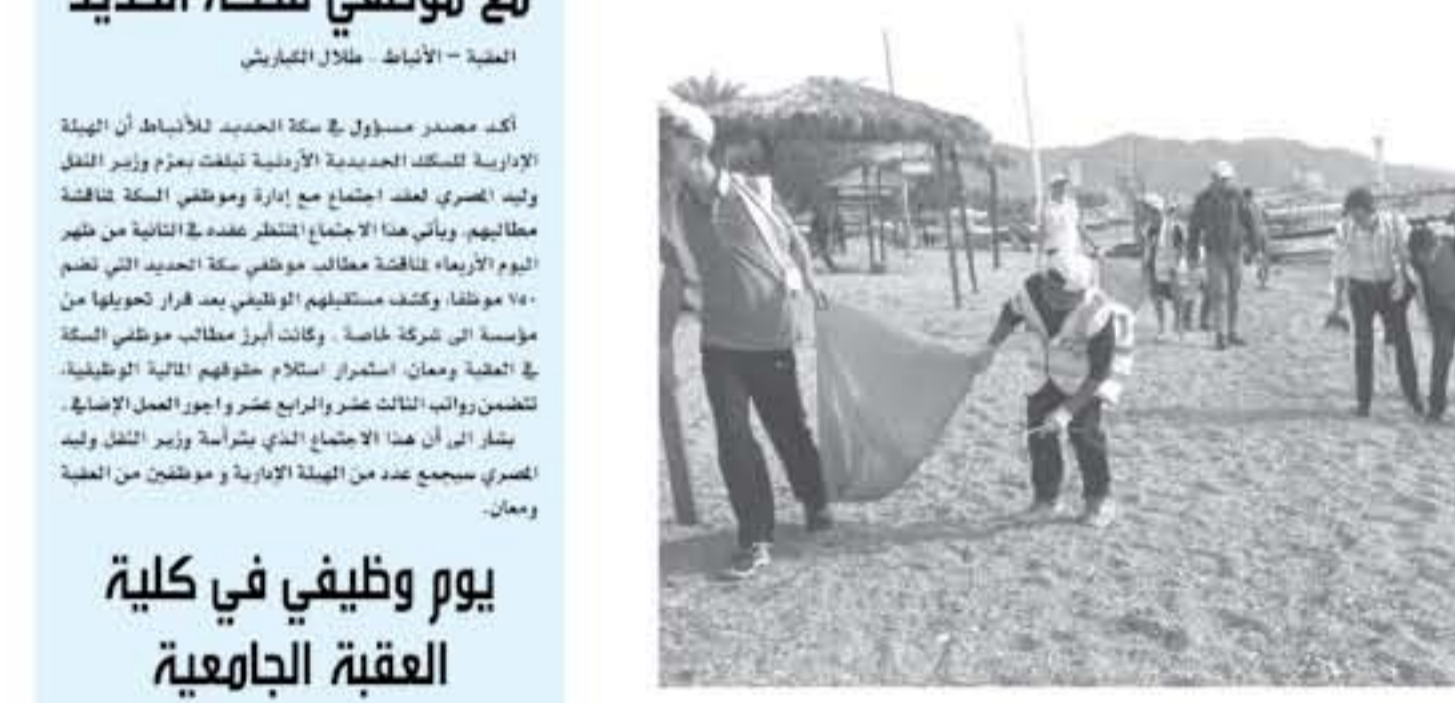 مع موظفي سكة الحديد
العقبة – الأنباط - طلال الكباريتي
أكد مصدر مسؤول في سكة الحديد للأنباط أن الهيئة
الإدارية للسكك الحديدية الأردنية تبلغت بعزم وزير النقل
وليد المصري لعقد اجتماع مع إدارة وموظفي السكة لمناقشة
مطالبهم. ويأتي هذا الاجتماع المنتظر عقده في الثانية من ظهر
اليوم الأربعاء لمناقشة مطالب موظفي سكة الحديد التي تضم
٧٥٠ موظفا، وكشف مستقبلهم الوظيفي بعد قرار تحويلها من
مؤسسة الى شركة خاصة . وكانت أبرز مطالب موظفي السكة
في العقبة ومعان، استمرار استلام حقوقهم المالية الوظيفية،
تتضمن رواتب الثالث عشر والرابع عشر و اجور العمل الإضافي .
يشار الى أن هذا الاجتماع الذي يترأسة وزير النقل وليد
المصري سيجمع عدد من الهيئة الإدارية و موظفين من العقبة
ومعان.
يوم وظيفي في كلية
العقبة الجامعية